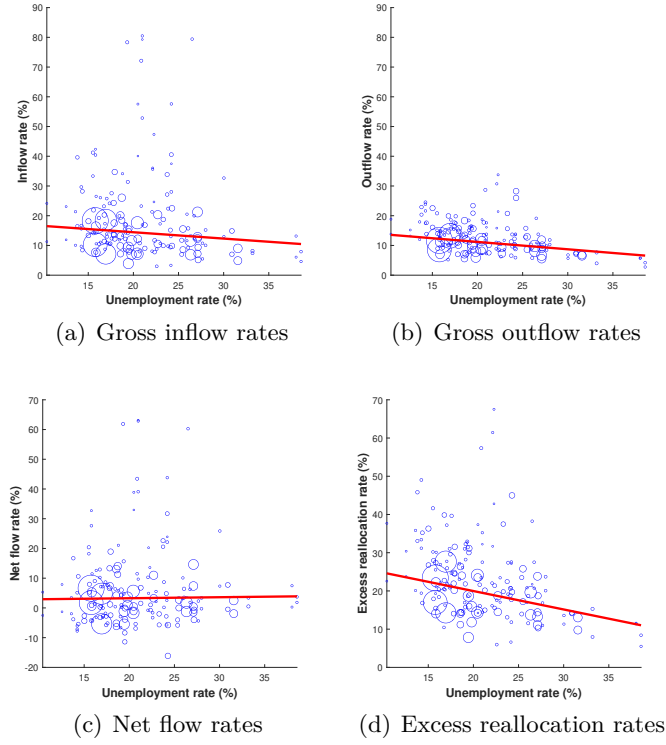 90
80
70
60
50
40
30
20
10
0
Inflow rate (%)
15 20 25 30 35
Unemployment rate (%)
(a) Gross inflow rates
90
80
70
60
50
40
30
20
10
0
Outflow rate (%)
15 20 25 30 35
Unemployment rate (%)
(b) Gross outflow rates
70
60
50
40
30
20
10
0
-10
-20
Net flow rate (%)
15 20 25 30 35
Unemployment rate (%)
(c) Net flow rates
70
60
50
40
30
20
10
0
Excess reallocation rate (%)
15 20 25 30 35
Unemployment rate (%)
(d) Excess reallocation rates